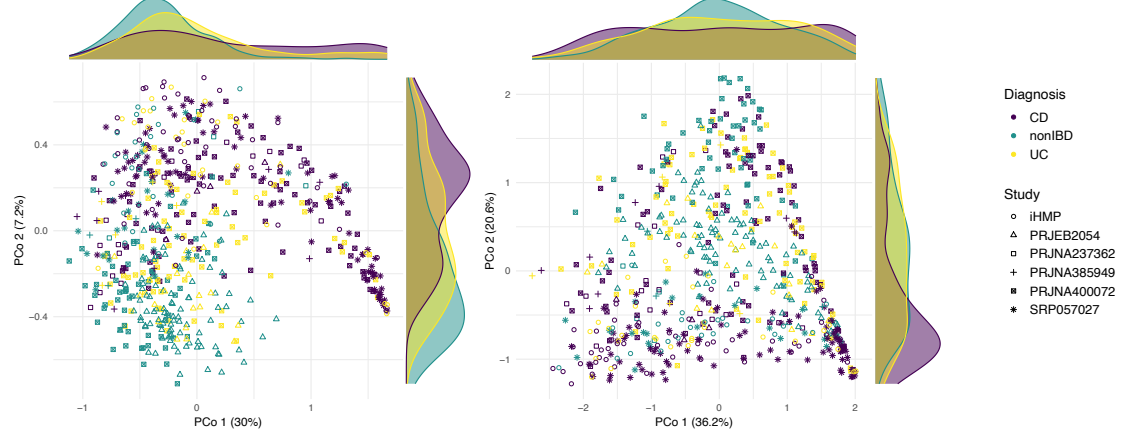 0.4
0.0
−0.4
PCo 2 (7.2%)
−1
0
1
PCo 1 (30%)
2
1
0
−1
PCo 2 (20.6%)
−2
−1
0
1
2
PCo 1 (36.2%)
Diagnosis
CD
nonIBD
UC
Study
iHMP
PRJEB2054
PRJNA237362
PRJNA385949
PRJNA400072
SRP057027